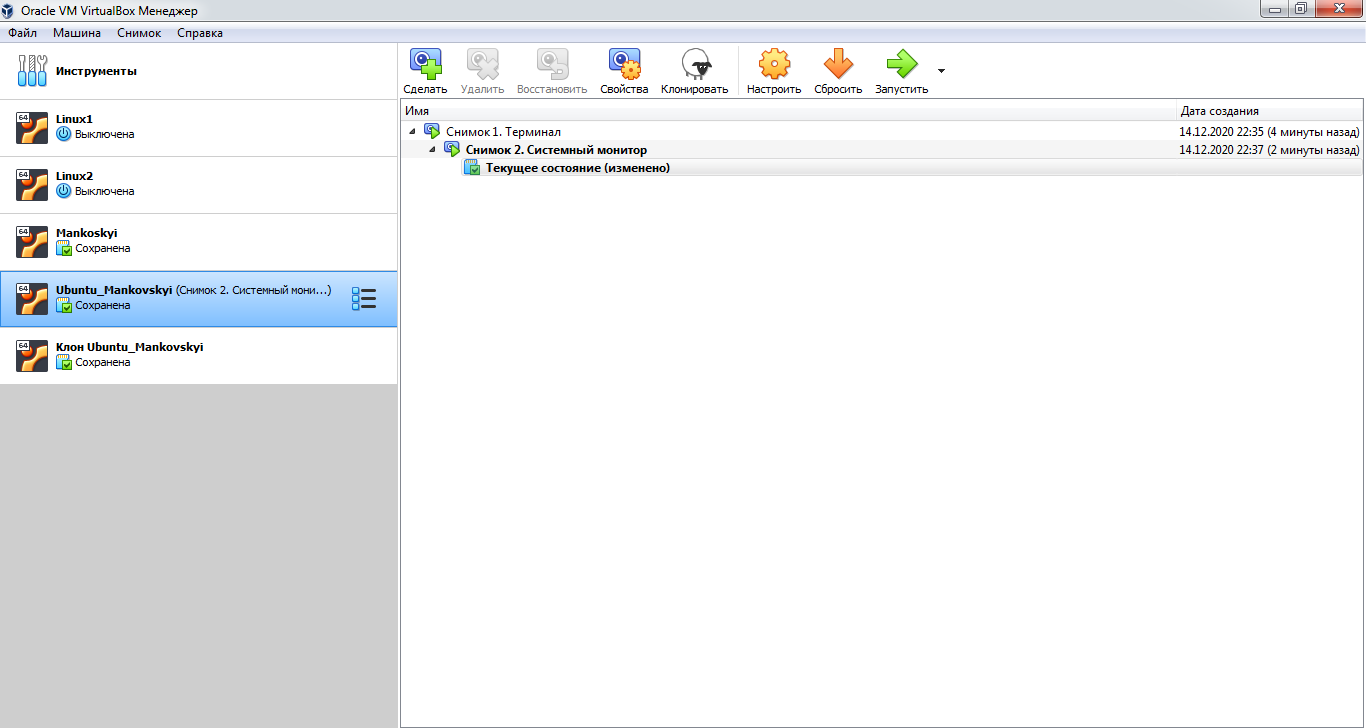 Oracle VM VirtualBox Менеджер
Файл Машина Снимок Справка
Инструменты
64
Linux1
Выключена
64
Linux2
Выключена
64
Mankoskyi
Сохранена
64
Ubuntu_Mankovskyi (Снимок 2. Системный мони...)
Сохранена
64
Клон Ubuntu_Mankovskyi
Сохранена
Сделать Удалить Восстановить Свойства Клонировать Настроить Сбросить Запустить
Имя Дата создания
Снимок 1. Терминал 14.12.2020 22:35 (4 минуты назад)
Снимок 2. Системный монитор 14.12.2020 22:37 (2 минуты назад)
Текущее состояние (изменено)